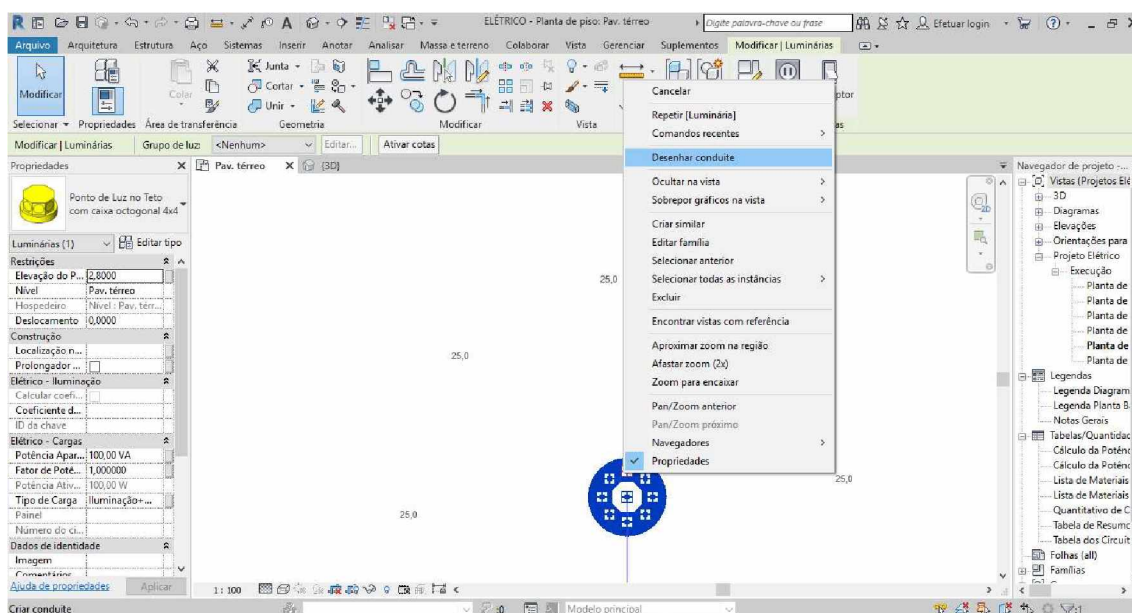 ELÉTRICO - Planta de piso: Pav. térreo
Digite palavra-chave ou frase
Efetuar login
Arquivo Arquitetura Estrutura Aço Sistemas Inserir Anotar Analisar Massa e terreno Colaborar Vista Gerenciar Suplementos Modificar | Luminárias
Modificar
Colar
Junta
Cortar
Unir
Selecionar Propriedades Área de transferência Geometria Modificar Vista
Modificar | Luminárias Grupo de luz: <Nenhum> Editar... Ativar cotas
Propriedades
Pav. térreo
{3D}
Ponto de Luz no Teto
com caixa octogonal 4x4
Luminárias (1) Editar tipo
Restrições
Elevação do P... 2,8000
Nível Pav. térreo
Hospedeiro Nível : Pav. térr...
Deslocamento 0,0000
Construção
Localização n...
Prolongador ...
Elétrico - Iluminação
Calcular coefi...
Coeficiente d...
ID da chave
Elétrico - Cargas
Potência Apar... 100,00 VA
Fator de Potê... 1,000000
Potência Ativ... 100,00 W
Tipo de Carga Iluminação+...
Painel
Número do ci...
Dados de identidade
Imagem
Comentários
Ajuda de propriedades Aplicar
25,0
25,0
25,0
25,0
Cancelar
Repetir [Luminária]
Comandos recentes
Desenhar conduite
Ocultar na vista
Sobrepor gráficos na vista
Criar similar
Editar família
Selecionar anterior
Selecionar todas as instâncias
Excluir
Encontrar vistas com referência
Aproximar zoom na região
Afastar zoom (2x)
Zoom para encaixar
Pan/Zoom anterior
Pan/Zoom próximo
Navegadores
Propriedades
Navegador de projeto -...
Vistas (Projetos Elé
3D
Diagramas
Elevações
Orientações para
Projeto Elétrico
Execução
Planta de
Planta de
Planta de
Planta de
Planta de
Planta de
Legendas
Legenda Diagram
Legenda Planta B
Notas Gerais
Tabelas/Quantidac
Cálculo da Potênc
Cálculo da Potênc
Lista de Materiais
Lista de Materiais
Quantitativo de C
Tabela de Resumc
Tabela dos Circuit
Folhas (all)
Famílias
1 : 100
Criar conduite
:0
Modelo principal